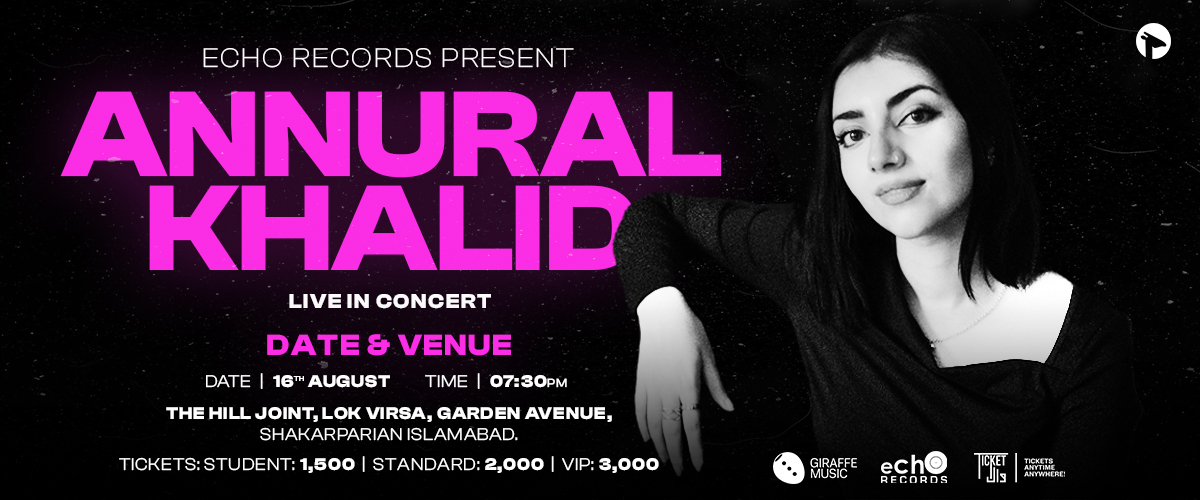 ECHO RECORDS PRESENT
ANNURAL
KHALID
LIVE IN CONCERT
DATE & VENUE
DATE | 16TH AUGUST TIME | 07:30PM
THE HILL JOINT, LOK VIRSA, GARDEN AVENUE,
SHAKARPARIAN ISLAMABAD.
TICKETS: STUDENT: 1,500 | STANDARD: 2,000 | VIP: 3,000
GIRAFFE
MUSIC
echO
RECORDS
TICKET
TICKETS
ANYTIME
ANYWHERE!